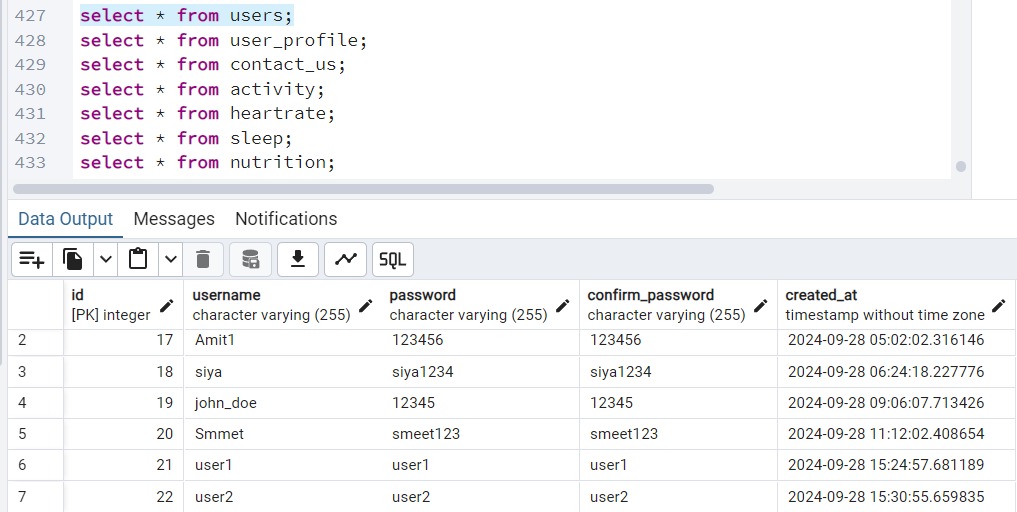 427 select * from users;
428 select * from user_profile;
429 select * from contact_us;
430 select * from activity;
431 select * from heartrate;
432 select * from sleep;
433 select * from nutrition;
Data Output Messages Notifications
SQL
id username password confirm_password created_at
[PK] integer character varying (255) character varying (255) character varying (255) timestamp without time zone
2 17 Amit1 123456 123456 2024-09-28 05:02:02.316146
3 18 siya siya1234 siya1234 2024-09-28 06:24:18.227776
4 19 john_doe 12345 12345 2024-09-28 09:06:07.713426
5 20 Smmet smeet123 smeet123 2024-09-28 11:12:02.408654
6 21 user1 user1 user1 2024-09-28 15:24:57.681189
7 22 user2 user2 user2 2024-09-28 15:30:55.659835